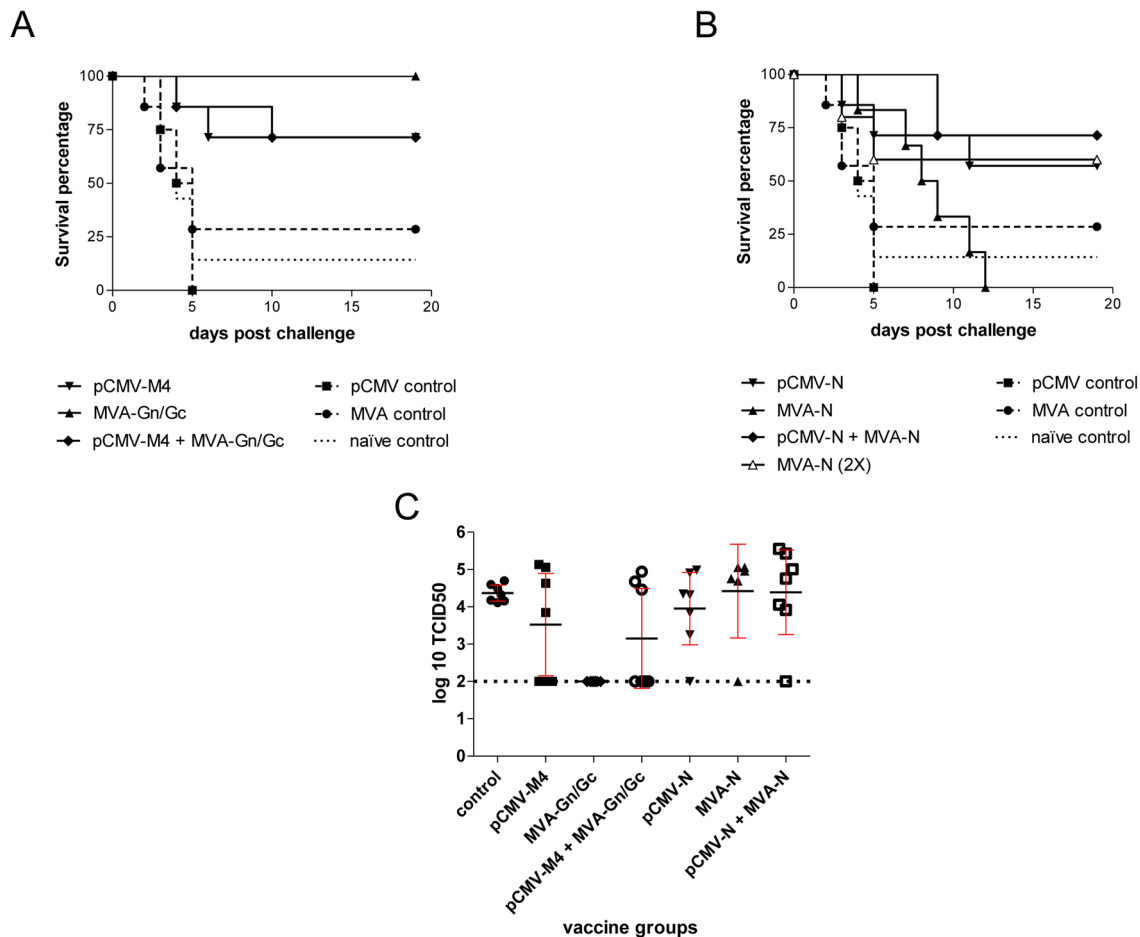 A
B
100
75
50
25
0
Survival percentage
0 5 10 15 20
days post challenge
pCMV-M4
MVA-Gn/Gc
pCMV-M4 + MVA-Gn/Gc
pCMV control
MVA control
naïve control
100
75
50
25
0
Survival percentage
0 5 10 15 20
days post challenge
pCMV-N
MVA-N
pCMV-N + MVA-N
MVA-N (2X)
pCMV control
MVA control
naïve control
C
6
5
4
3
2
1
0
log 10 TCID50
control
pCMV-M4
MVA-Gn/Gc
pCMV-M4 + MVA-Gn/Gc
pCMV-N
MVA-N
pCMV-N + MVA-N
vaccine groups